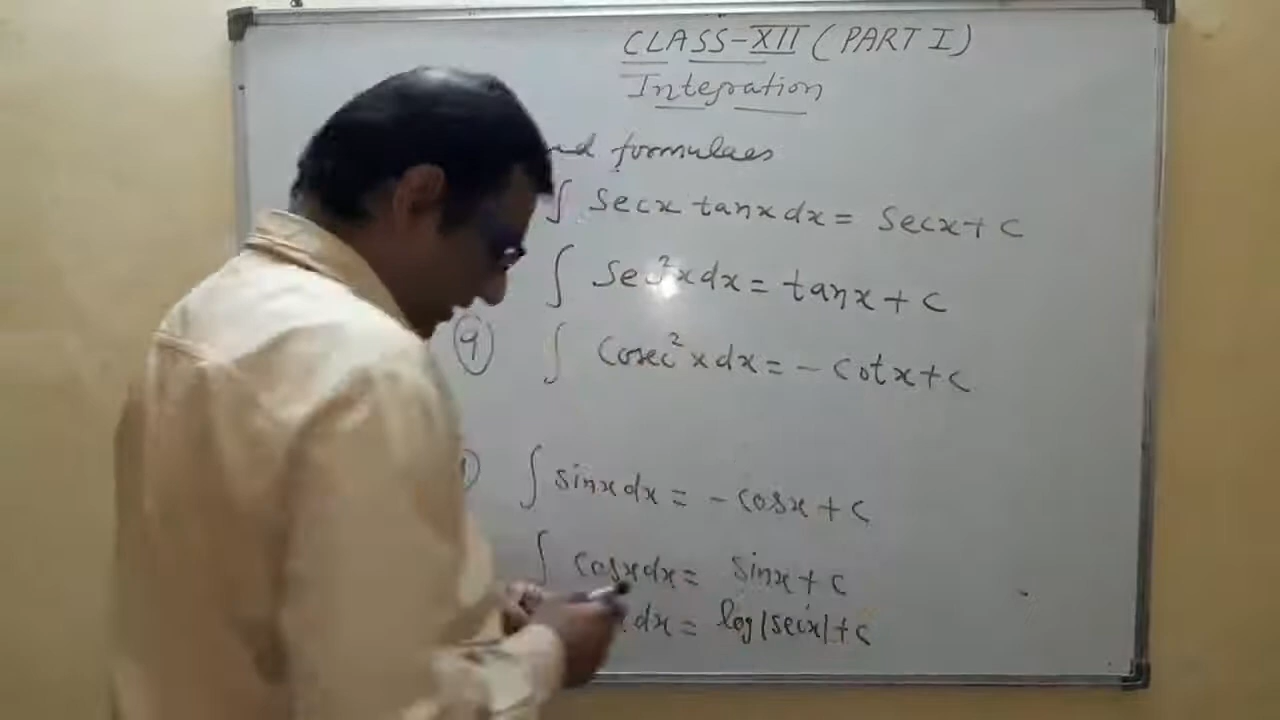 CLASS-XII (PART I)
Integration
formulaes
∫ secx tanx dx = secx + c
∫ sec²x dx = tanx + c
(9) ∫ cosec²x dx = - cotx + c
∫ sinx dx = - cosx + c
∫ cosx dx = sinx + c
dx = log|secx| + c